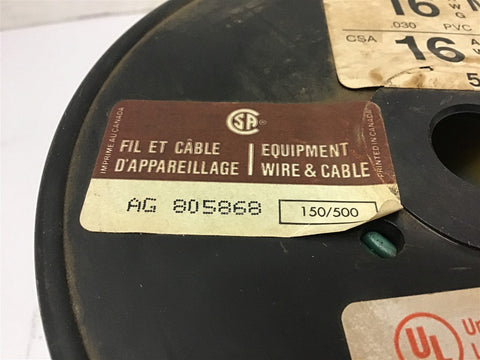 16 W
G
.030 PVC
CSA 16 A
W
5
CSA ®
IMPRIMÉ AU CANADA
FIL ET CÂBLE
D'APPAREILLAGE
EQUIPMENT
WIRE & CABLE
PRINTED IN CANADA
AG 805868
150/500
UL